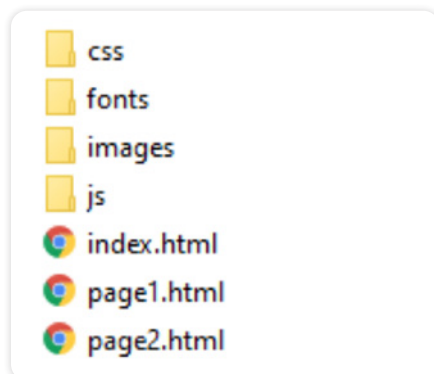 css
fonts
images
js
index.html
page1.html
page2.html